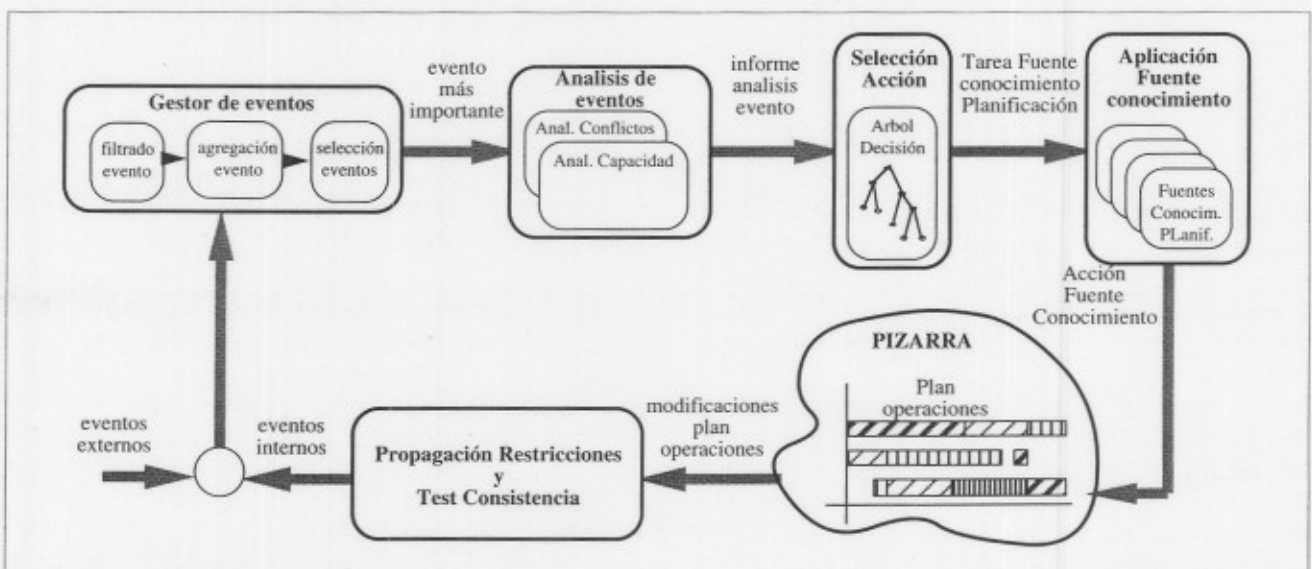 Gestor de eventos
filtrado
evento
agregación
evento
selección
eventos
evento
más
importante
Analisis de
eventos
Anal. Conflictos
Anal. Capacidad
informe
analisis
evento
Selección
Acción
Arbol
Decisión
Tarea Fuente
conocimiento
Planificación
Aplicación
Fuente
conocimiento
Fuentes
Conocim.
PLanif.
Acción
Fuente
Conocimiento
PIZARRA
Plan
operaciones
modificaciones
plan
operaciones
Propagación Restricciones
y
Test Consistencia
eventos
internos
eventos
externos